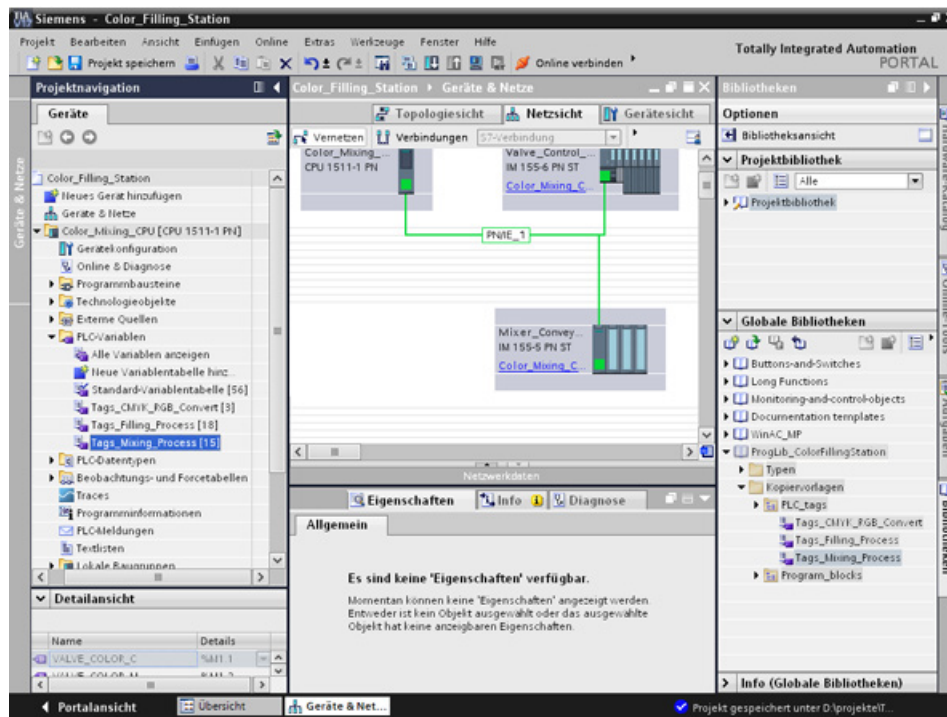 Siemens - Color_Filling_Station
Projekt Bearbeiten Ansicht Einfügen Online Extras Werkzeuge Fenster Hilfe
Totally Integrated Automation
PORTAL
Projekt speichern
Online verbinden
Projektnavigation
Geräte
Geräte & Netze
Color_Filling_Station
Neues Gerät hinzufügen
Geräte & Netze
Color_Mixing_CPU [CPU 1511-1 PN]
Gerätekonfiguration
Online & Diagnose
Programmbausteine
Technologieobjekte
Externe Quellen
PLC-Variablen
Alle Variablen anzeigen
Neue Variablentabelle hinz...
Standard-Variablentabelle [56]
Tags_CMYK_RGB_Convert [3]
Tags_Filling_Process [18]
Tags_Mixing_Process [15]
PLC-Datentypen
Beobachtungs- und Forcetabellen
Traces
Programminformationen
PLC-Meldungen
Textlisten
Lokale Baugruppen
Detailansicht
Name Details
VALVE_COLOR_C %M1.1
VALVE_COLOR_M %M1.2
Color_Filling_Station Geräte & Netze
Topologiesicht Netzsicht Gerätesicht
Vernetzen Verbindungen S7-Verbindung
Color_Mixing_...
CPU 1511-1 PN
Valve_Control_...
IM 155-6 PN ST
Color_Mixing_C...
PN/IE_1
Mixer_Convey...
IM 155-5 PN ST
Color_Mixing_C...
Netzwerkdaten
Eigenschaften Info Diagnose
Allgemein
Es sind keine 'Eigenschaften' verfügbar.
Momentan können keine 'Eigenschaften' angezeigt werden.
Entweder ist kein Objekt ausgewählt oder das ausgewählte
Objekt hat keine anzeigbaren Eigenschaften.
Bibliotheken
Optionen
Bibliotheksansicht
Projektbibliothek
Alle
Projektbibliothek
Globale Bibliotheken
Buttons-and-Switches
Long Functions
Monitoring-and-control-objects
Documentation templates
WinAC_MP
ProgLib_ColorFillingStation
Typen
Kopiervorlagen
PLC_tags
Tags_CMYK_RGB_Convert
Tags_Filling_Process
Tags_Mixing_Process
Program_blocks
Info (Globale Bibliotheken)
Bibliotheken
Portalansicht Übersicht Geräte & Net...
Projekt gespeichert unter D:\projekte\T...